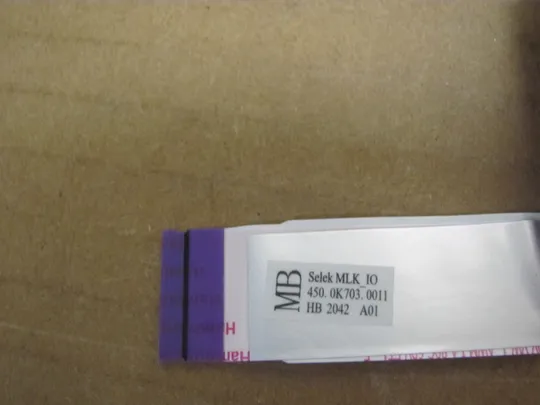 MB
Selek MLK_IO
450. 0K703. 0011
HB 2042 A01